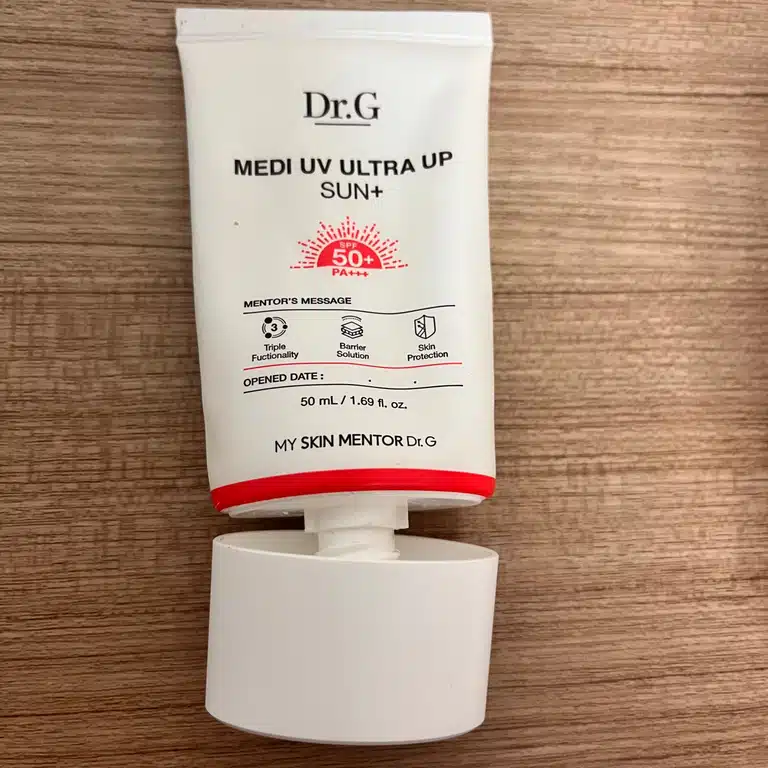 Dr.G
MEDI UV ULTRA UP
SUN+
SPF
50+
PA+++
MENTOR'S MESSAGE
3
Triple
Fuctionality
Barrier
Solution
Skin
Protection
OPENED DATE : . .
50 mL / 1.69 fl. oz.
MY SKIN MENTOR Dr.G